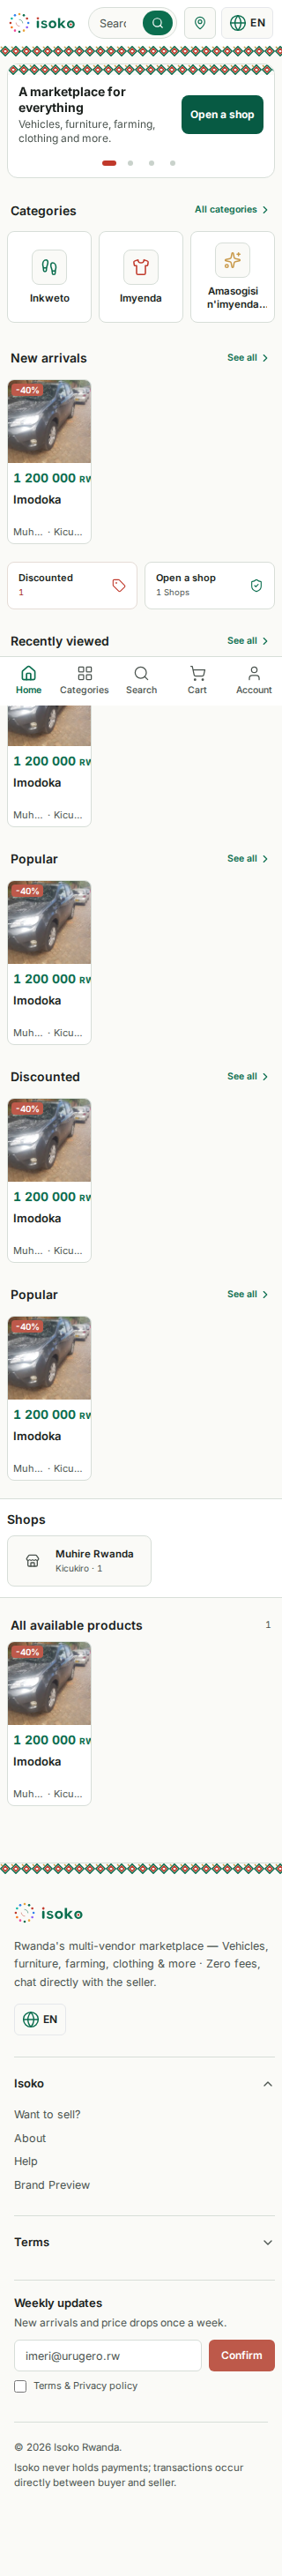 isoko
Searc
EN
A marketplace for
everything
Vehicles, furniture, farming,
clothing and more.
Open a shop
Categories
All categories
Inkweto
Imyenda
Amasogisi
n'imyenda...
New arrivals
See all
-40%
1 200 000 RW
Imodoka
Muh... · Kicu...
Discounted
1
Open a shop
1 Shops
Recently viewed
See all
Home
Categories
Search
Cart
Account
1 200 000 RW
Imodoka
Muh... · Kicu...
Popular
See all
-40%
1 200 000 RW
Imodoka
Muh... · Kicu...
Discounted
See all
-40%
1 200 000 RW
Imodoka
Muh... · Kicu...
Popular
See all
-40%
1 200 000 RW
Imodoka
Muh... · Kicu...
Shops
Muhire Rwanda
Kicukiro · 1
All available products
1
-40%
1 200 000 RW
Imodoka
Muh... · Kicu...
isoko
Rwanda's multi-vendor marketplace — Vehicles,
furniture, farming, clothing & more · Zero fees,
chat directly with the seller.
EN
Isoko
Want to sell?
About
Help
Brand Preview
Terms
Weekly updates
New arrivals and price drops once a week.
imeri@urugero.rw
Confirm
Terms & Privacy policy
© 2026 Isoko Rwanda.
Isoko never holds payments; transactions occur
directly between buyer and seller.